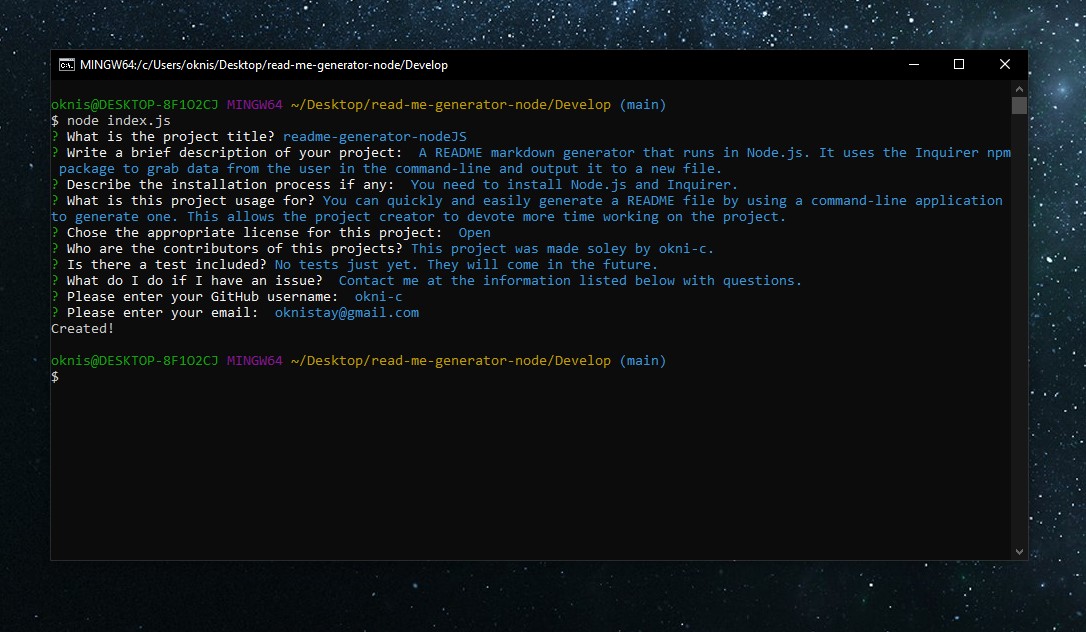 MINGW64:/c/Users/oknis/Desktop/read-me-generator-node/Develop
oknis@DESKTOP-8F1O2CJ MINGW64 ~/Desktop/read-me-generator-node/Develop (main)
$ node index.js
? What is the project title? readme-generator-nodeJS
? Write a brief description of your project:  A README markdown generator that runs in Node.js. It uses the Inquirer npm
 package to grab data from the user in the command-line and output it to a new file.
? Describe the installation process if any:  You need to install Node.js and Inquirer.
? What is this project usage for? You can quickly and easily generate a README file by using a command-line application
to generate one. This allows the project creator to devote more time working on the project.
? Chose the appropriate license for this project:  Open
? Who are the contributors of this projects? This project was made soley by okni-c.
? Is there a test included? No tests just yet. They will come in the future.
? What do I do if I have an issue?  Contact me at the information listed below with questions.
? Please enter your GitHub username:  okni-c
? Please enter your email:  oknistay@gmail.com
Created!
oknis@DESKTOP-8F1O2CJ MINGW64 ~/Desktop/read-me-generator-node/Develop (main)
$